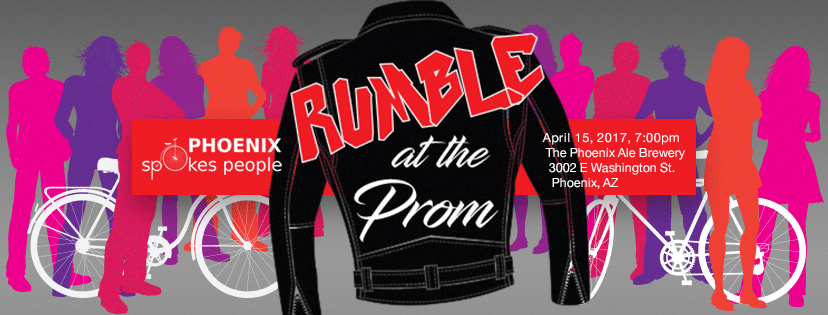 PHOENIX
spokes people
RUMBLE
at the
Prom
April 15, 2017, 7:00pm
The Phoenix Ale Brewery
3002 E Washington St.
Phoenix, AZ